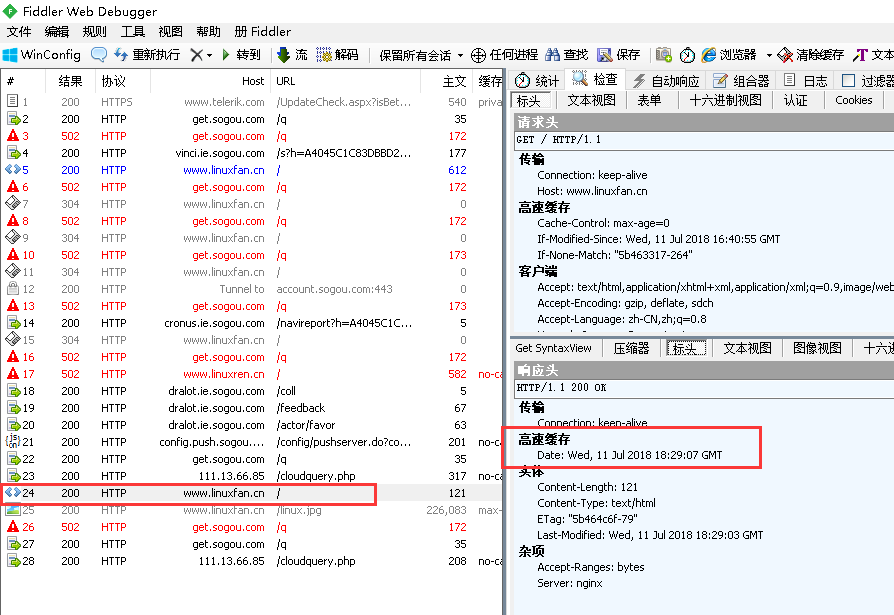 Fiddler Web Debugger
文件 编辑 规则 工具 视图 帮助 册 Fiddler
WinConfig 重新执行 转到 流 解码 保留所有会话 任何进程 查找 保存 浏览器 清除缓存 文本
# 结果 协议 Host URL 主文 缓存
1 200 HTTPS www.telerik.com /UpdateCheck.aspx?isBet... 540 priva
2 200 HTTP get.sogou.com /q 35
3 502 HTTP get.sogou.com /q 172
4 200 HTTP vinci.ie.sogou.com /s?h=A4045C1C83DBBD2... 177
5 200 HTTP www.linuxfan.cn / 612
6 502 HTTP get.sogou.com /q 172
7 304 HTTP www.linuxfan.cn / 0
8 502 HTTP get.sogou.com /q 172
9 304 HTTP www.linuxfan.cn / 0
10 502 HTTP get.sogou.com /q 173
11 304 HTTP www.linuxfan.cn / 0
12 200 HTTP Tunnel to account.sogou.com:443 0
13 502 HTTP get.sogou.com /q 173
14 200 HTTP cronus.ie.sogou.com /navireport?h=A4045C1C... 5
15 304 HTTP www.linuxfan.cn / 0
16 502 HTTP get.sogou.com /q 172
17 502 HTTP www.linuxren.cn / 582 no-ca
18 200 HTTP dralot.ie.sogou.com /coll 5
19 200 HTTP dralot.ie.sogou.com /feedback 67
20 200 HTTP dralot.ie.sogou.com /actor/favor 63
21 200 HTTP config.push.sogou.... /config/pushserver.do?co... 201 no-ca
22 200 HTTP get.sogou.com /q 35
23 200 HTTP 111.13.66.85 /cloudquery.php 317 no-ca
24 200 HTTP www.linuxfan.cn / 121
25 200 HTTP www.linuxfan.cn /linux.jpg 226,083 max-
26 502 HTTP get.sogou.com /q 172
27 200 HTTP get.sogou.com /q 35
28 200 HTTP 111.13.66.85 /cloudquery.php 208 no-ca
统计 检查 自动响应 组合器 日志 过滤器
标头 文本视图 表单 十六进制视图 认证 Cookies
请求头
GET / HTTP/1.1
传输
Connection: keep-alive
Host: www.linuxfan.cn
高速缓存
Cache-Control: max-age=0
If-Modified-Since: Wed, 11 Jul 2018 16:40:55 GMT
If-None-Match: "5b463317-264"
客户端
Accept: text/html,application/xhtml+xml,application/xml;q=0.9,image/web
Accept-Encoding: gzip, deflate, sdch
Accept-Language: zh-CN,zh;q=0.8
Get SyntaxView 压缩器 标头 文本视图 图像视图 十六进
响应头
HTTP/1.1 200 OK
传输
Connection: keep-alive
高速缓存
Date: Wed, 11 Jul 2018 18:29:07 GMT
实体
Content-Length: 121
Content-Type: text/html
ETag: "5b464c6f-79"
Last-Modified: Wed, 11 Jul 2018 18:29:03 GMT
杂项
Accept-Ranges: bytes
Server: nginx